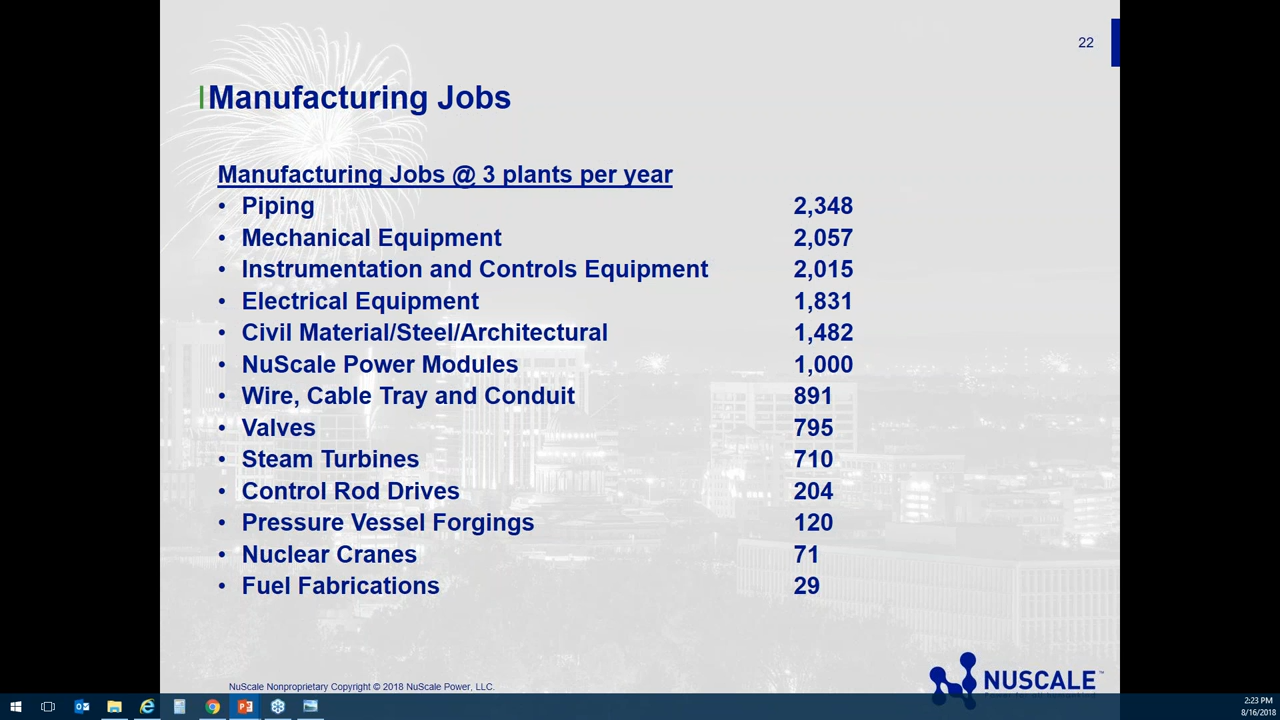 22
Manufacturing Jobs
Manufacturing Jobs @ 3 plants per year
• Piping 2,348
• Mechanical Equipment 2,057
• Instrumentation and Controls Equipment 2,015
• Electrical Equipment 1,831
• Civil Material/Steel/Architectural 1,482
• NuScale Power Modules 1,000
• Wire, Cable Tray and Conduit 891
• Valves 795
• Steam Turbines 710
• Control Rod Drives 204
• Pressure Vessel Forgings 120
• Nuclear Cranes 71
• Fuel Fabrications 29
NUSCALE™
NuScale Nonproprietary Copyright © 2018 NuScale Power, LLC.
2:23 PM
8/16/2018